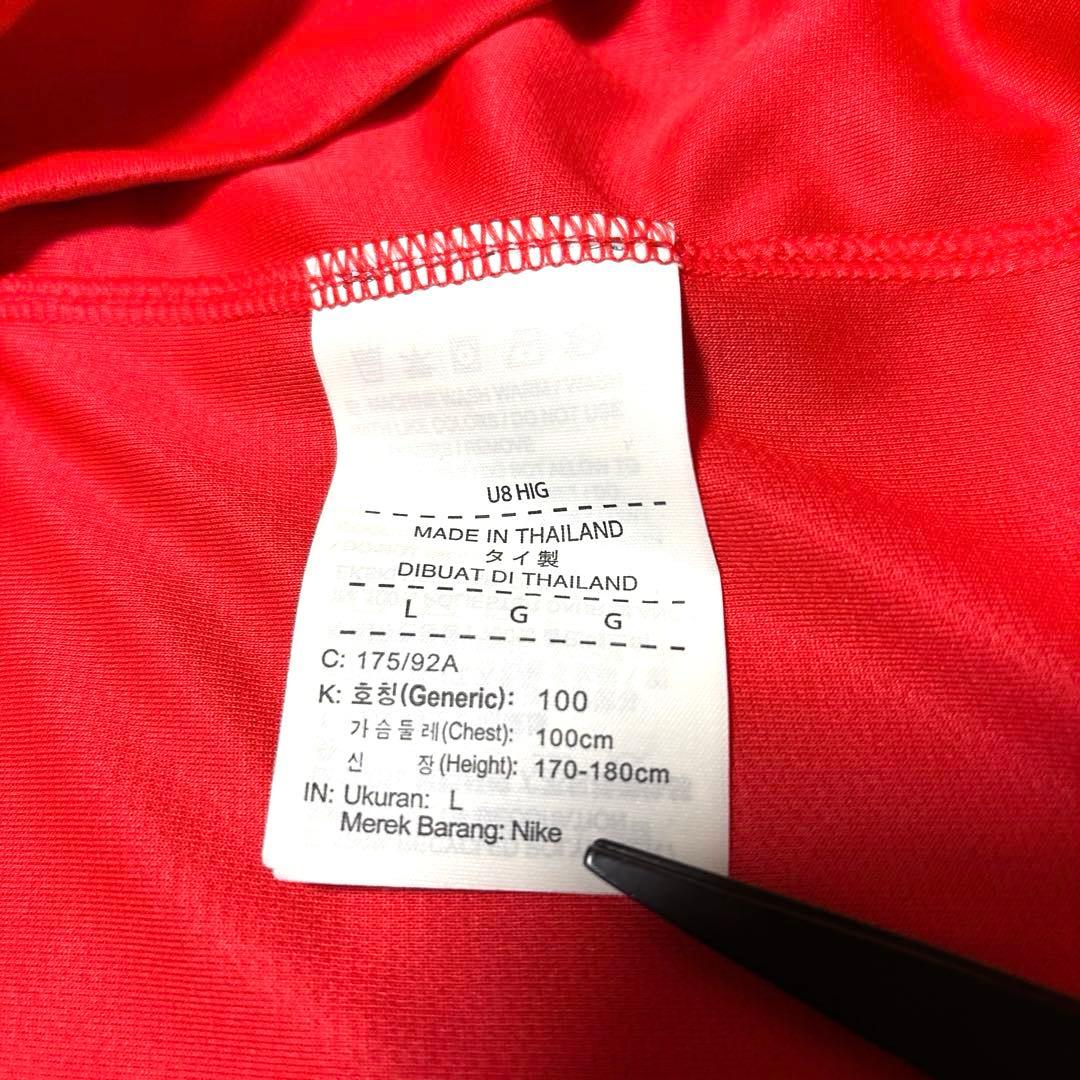 U8 HIG
MADE IN THAILAND
タイ製
DIBUAT DI THAILAND
L G G
C: 175/92A
K: 호칭(Generic): 100
가슴둘레(Chest): 100cm
신 장(Height): 170-180cm
IN: Ukuran: L
Merek Barang: Nike